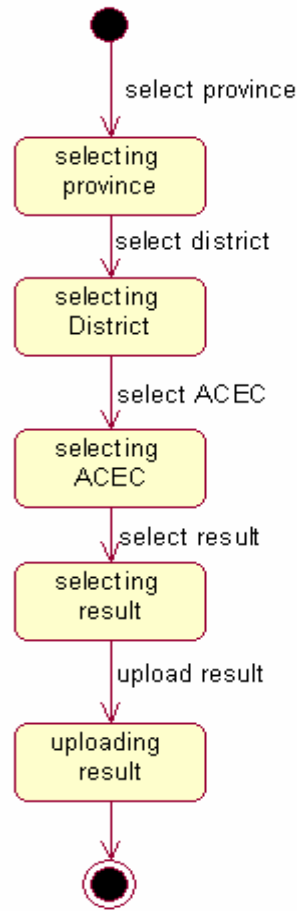 select province
selecting
province
select district
selecting
District
select ACEC
selecting
ACEC
select result
selecting
result
upload result
uploading
result